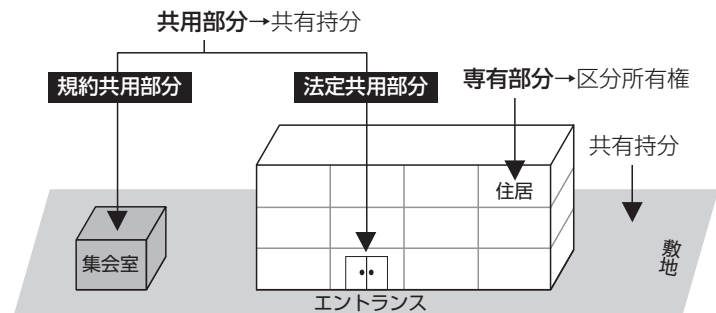 共用部分→共有持分
規約共用部分
法定共用部分
専有部分→区分所有権
共有持分
住居
集会室
敷地
エントランス